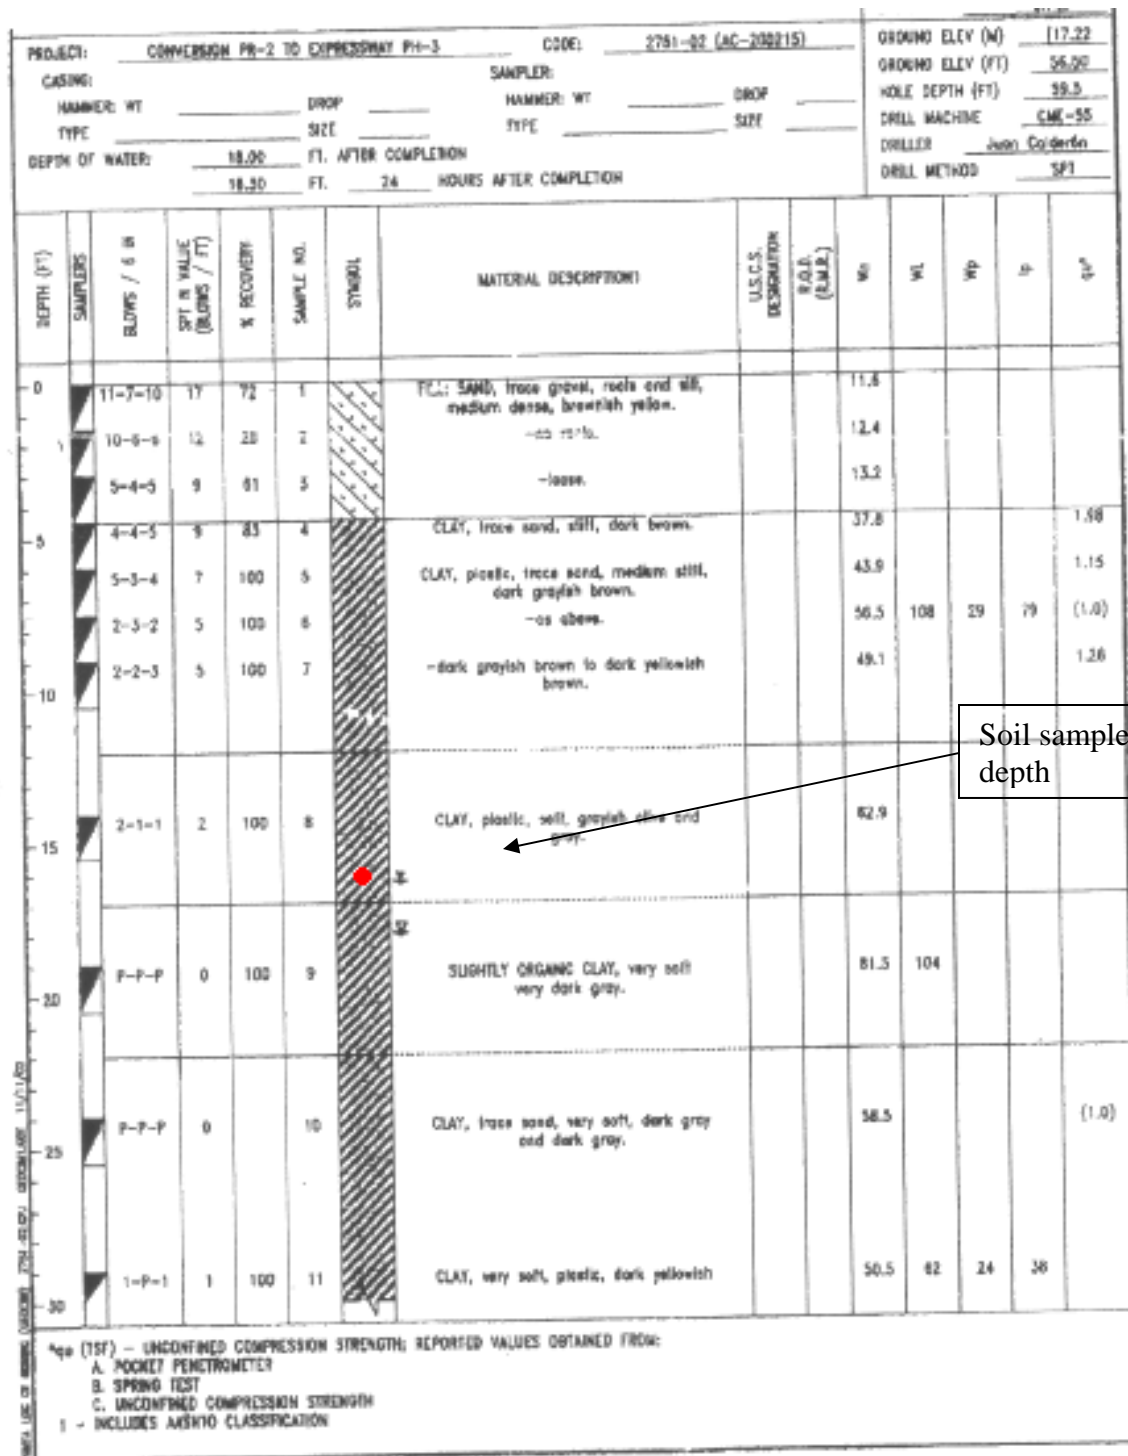 PROJECT: CONVERSION PR-2 TO EXPRESSWAY PH-3 CODE: 2751-02 (AC-200215)
CASING: SAMPLER:
HAMMER: WT DROP HAMMER: WT DROP
TYPE SIZE TYPE SIZE
DEPTH OF WATER: 18.00 FT. AFTER COMPLETION
FT. 24 HOURS AFTER COMPLETION
GROUND ELEV (M) 17.22
GROUND ELEV (FT) 56.50
HOLE DEPTH (FT)
DRILL MACHINE CME-55
DRILLER Juan Calderón
DRILL METHOD SPT
DEPTH (FT) SAMPLERS BLOWS / 6 IN SPT N VALUE (BLOWS / FT) % RECOVERY SAMPLE NO. SYMBOL MATERIAL DESCRIPTION U.S.C.S. DESIGNATION R.Q.D. (R.M.R.) Wn WL Wp Ip qu*
0 11-7-10 17 72 1 FILL: SAND, trace gravel, roots and silt, 11.6
medium dense, brownish yellow.
10-6-6 12 28 2 -no roots. 12.4
5-4-5 9 61 3 -loose. 13.2
4-4-5 9 83 4 CLAY, trace sand, stiff, dark brown. 37.8 1.98
5
5-3-4 7 100 5 CLAY, plastic, trace sand, medium stiff, 43.9 1.15
dark grayish brown.
2-3-2 5 100 6 -as above. 56.5 108 29 79 (1.0)
2-2-3 5 100 7 -dark grayish brown to dark yellowish 49.1 1.26
brown.
10
Soil sample
depth
2-1-1 2 100 8 CLAY, plastic, soft, grayish olive and 62.9
gray.
15
P-P-P 0 100 9 SLIGHTLY ORGANIC CLAY, very soft 81.5 104
very dark gray.
20
P-P-P 0 10 CLAY, trace sand, very soft, dark gray 58.5 (1.0)
and dark gray.
25
1-P-1 1 100 11 CLAY, very soft, plastic, dark yellowish 50.5 62 24 38
30
*qu (TSF) - UNCONFINED COMPRESSION STRENGTH; REPORTED VALUES OBTAINED FROM:
A. POCKET PENETROMETER
B. SPRING TEST
C. UNCONFINED COMPRESSION STRENGTH
1 - INCLUDES AASHTO CLASSIFICATION